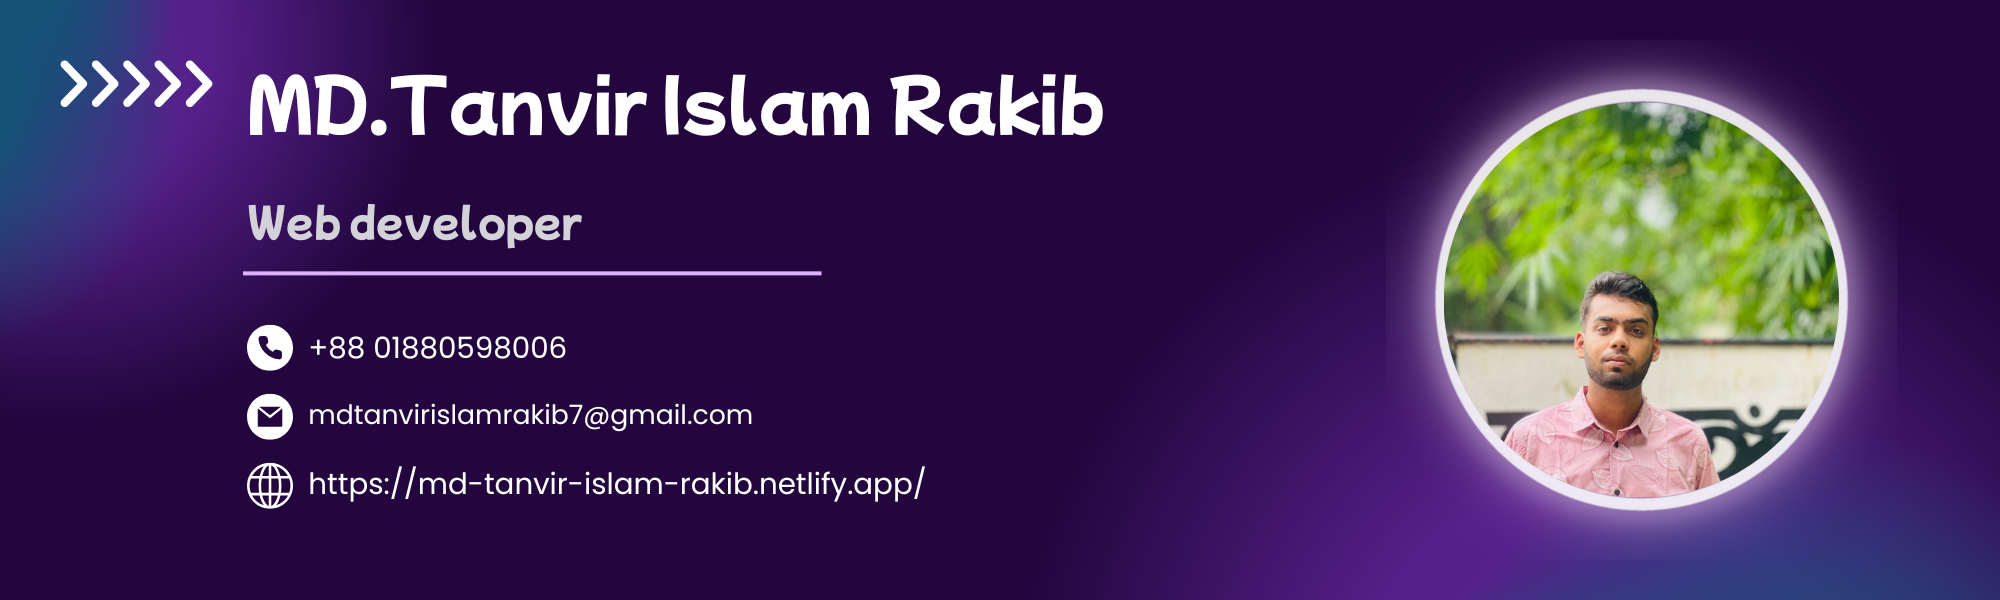 MD.Tanvir Islam Rakib
Web developer
+88 01880598006
mdtanvirislamrakib7@gmail.com
https://md-tanvir-islam-rakib.netlify.app/